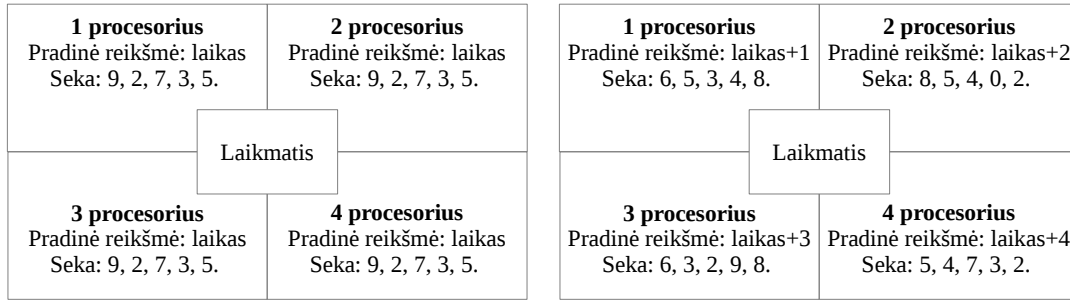 1 procesorius
Pradinė reikšmė: laikas
Seka: 9, 2, 7, 3, 5.
2 procesorius
Pradinė reikšmė: laikas
Seka: 9, 2, 7, 3, 5.
Laikmatis
3 procesorius
Pradinė reikšmė: laikas
Seka: 9, 2, 7, 3, 5.
4 procesorius
Pradinė reikšmė: laikas
Seka: 9, 2, 7, 3, 5.
1 procesorius
Pradinė reikšmė: laikas+1
Seka: 6, 5, 3, 4, 8.
2 procesorius
Pradinė reikšmė: laikas+2
Seka: 8, 5, 4, 0, 2.
Laikmatis
3 procesorius
Pradinė reikšmė: laikas+3
Seka: 6, 3, 2, 9, 8.
4 procesorius
Pradinė reikšmė: laikas+4
Seka: 5, 4, 7, 3, 2.